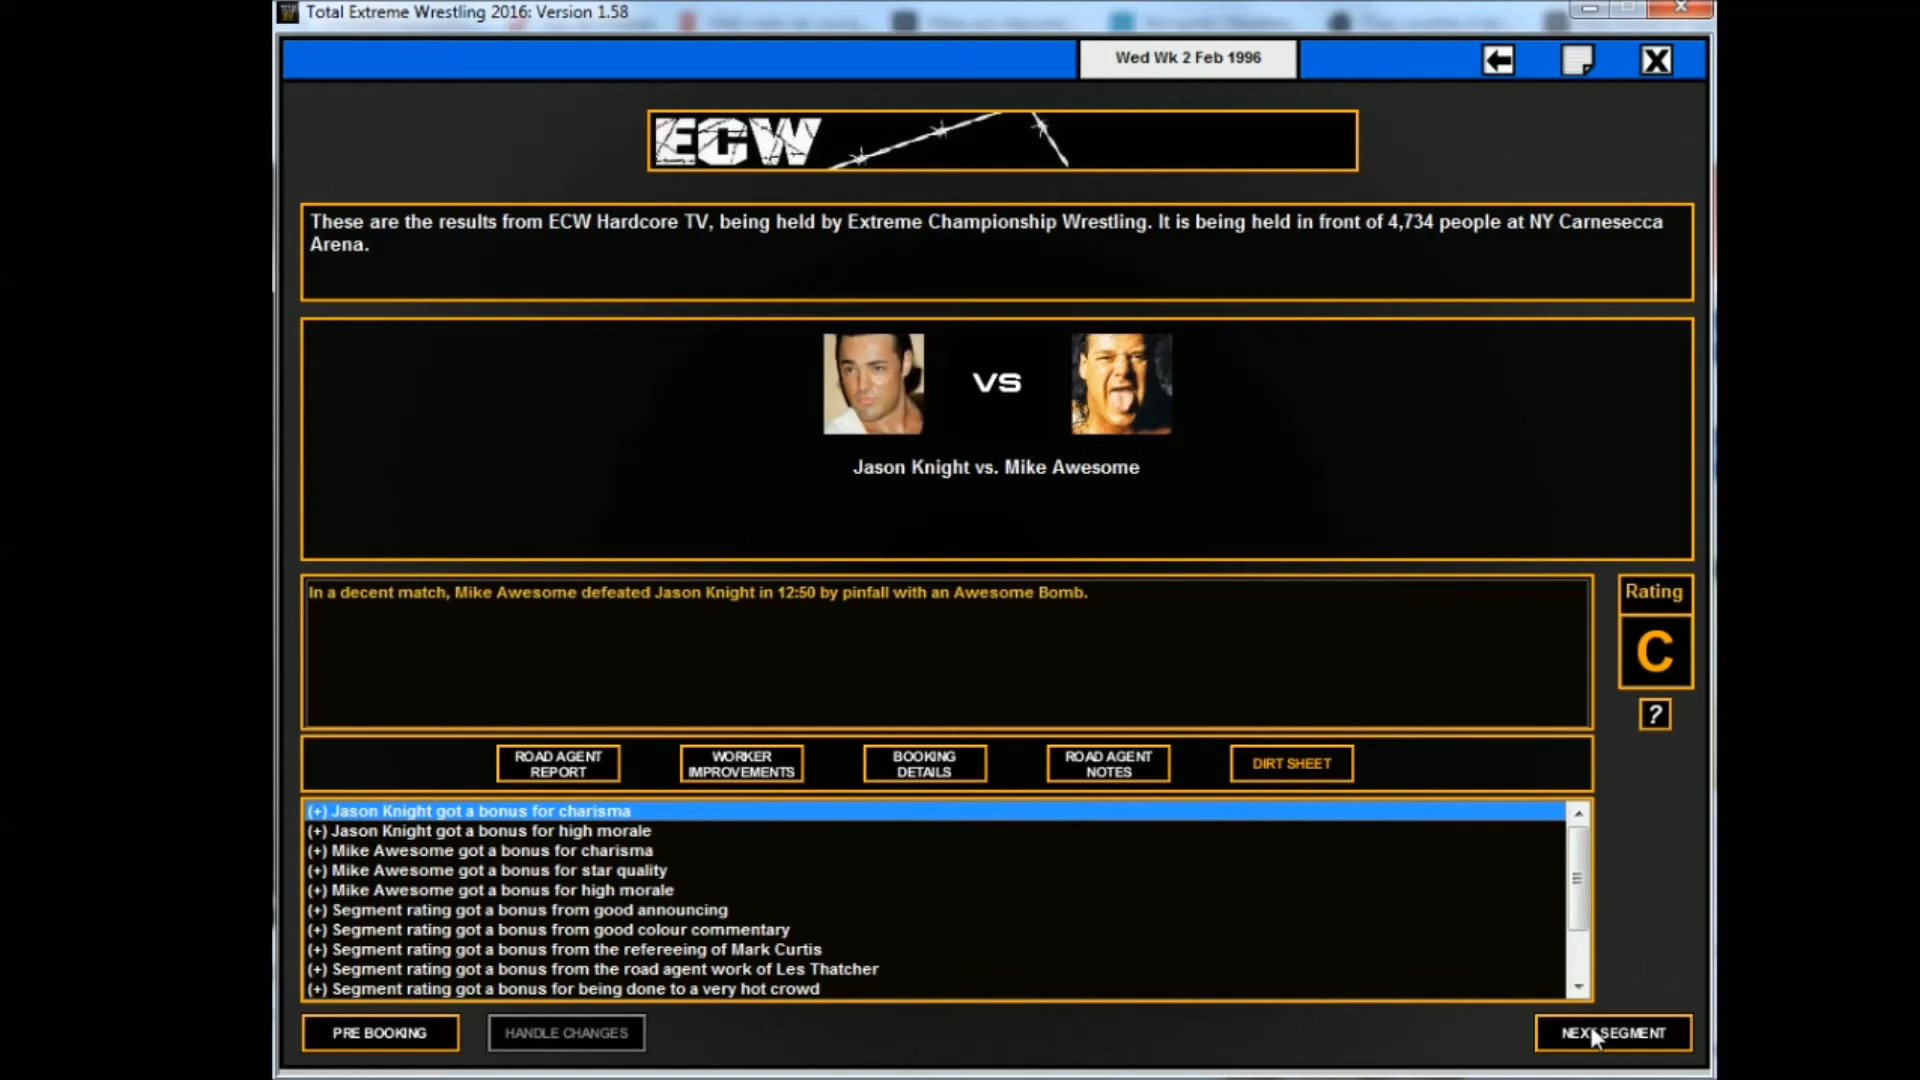 Total Extreme Wrestling 2016: Version 1.58
Wed Wk 2 Feb 1996
ECW
These are the results from ECW Hardcore TV, being held by Extreme Championship Wrestling. It is being held in front of 4,734 people at NY Carnesecca
Arena.
VS
Jason Knight vs. Mike Awesome
In a decent match, Mike Awesome defeated Jason Knight in 12:50 by pinfall with an Awesome Bomb.
Rating
C
?
ROAD AGENT
REPORT
WORKER
IMPROVEMENTS
BOOKING
DETAILS
ROAD AGENT
NOTES
DIRT SHEET
(+) Jason Knight got a bonus for charisma
(+) Jason Knight got a bonus for high morale
(+) Mike Awesome got a bonus for charisma
(+) Mike Awesome got a bonus for star quality
(+) Mike Awesome got a bonus for high morale
(+) Segment rating got a bonus from good announcing
(+) Segment rating got a bonus from good colour commentary
(+) Segment rating got a bonus from the refereeing of Mark Curtis
(+) Segment rating got a bonus from the road agent work of Les Thatcher
(+) Segment rating got a bonus for being done to a very hot crowd
PRE BOOKING
HANDLE CHANGES
NEXT SEGMENT